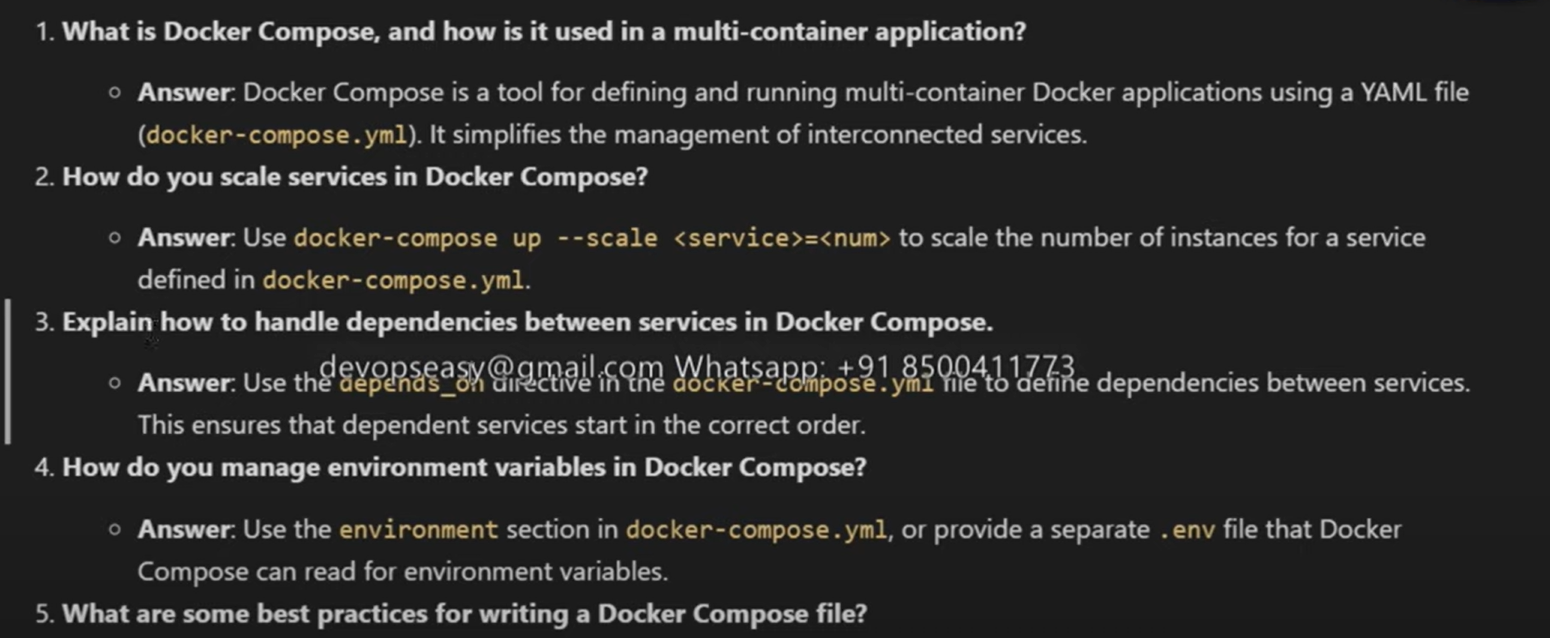 1. What is Docker Compose, and how is it used in a multi-container application?
Answer: Docker Compose is a tool for defining and running multi-container Docker applications using a YAML file
(docker-compose.yml). It simplifies the management of interconnected services.
2. How do you scale services in Docker Compose?
Answer: Use docker-compose up --scale <service>=<num> to scale the number of instances for a service
defined in docker-compose.yml.
3. Explain how to handle dependencies between services in Docker Compose.
devopseasy@gmail.com Whatsapp: +91 8500411773
Answer: Use the depends_on directive in the docker-compose.yml file to define dependencies between services.
This ensures that dependent services start in the correct order.
4. How do you manage environment variables in Docker Compose?
Answer: Use the environment section in docker-compose.yml, or provide a separate .env file that Docker
Compose can read for environment variables.
5. What are some best practices for writing a Docker Compose file?